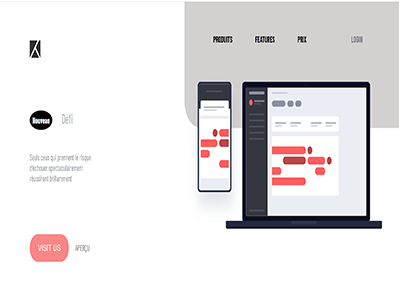 PRODUITS FEATURES PRIX LOGIN
Nouveau Défi
Seuls ceux qui prennent le risque
d'échouer spectaculairement
réussiront brillamment
VISIT US APERÇU